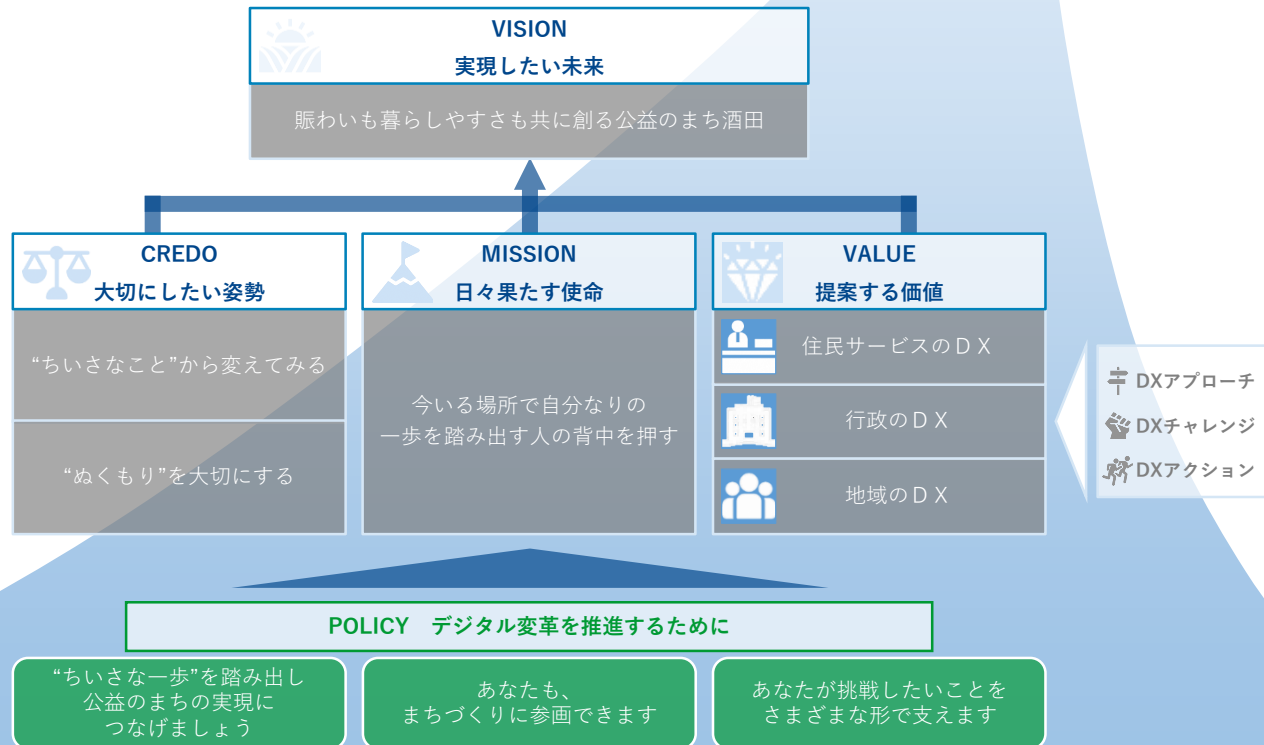 VISION
実現したい未来
賑わいも暮らしやすさも共に創る公益のまち酒田
CREDO
大切にしたい姿勢
“ちいさなこと”から変えてみる
“ぬくもり”を大切にする
MISSION
日々果たす使命
今いる場所で自分なりの
一歩を踏み出す人の背中を押す
VALUE
提案する価値
住民サービスのＤＸ
行政のＤＸ
地域のＤＸ
DXアプローチ
DXチャレンジ
DXアクション
POLICY　デジタル変革を推進するために
“ちいさな一歩”を踏み出し
公益のまちの実現に
つなげましょう
あなたも、
まちづくりに参画できます
あなたが挑戦したいことを
さまざまな形で支えます